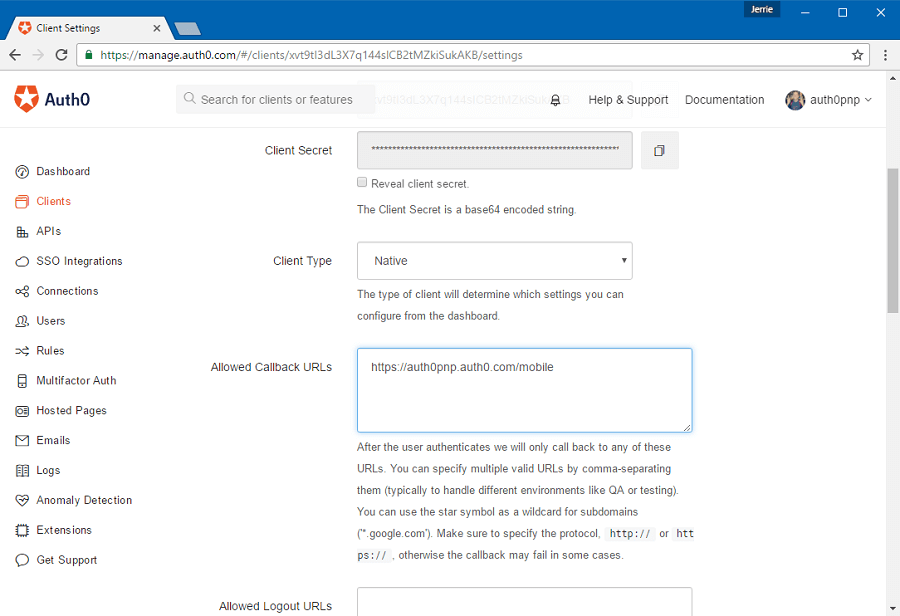 Jerrie
Client Settings
https://manage.auth0.com/#/clients/xvt9tI3dL3X7q144sICB2tMZkiSukAKB/settings
Auth0
Search for clients or features
Help & Support
Documentation
auth0pnp
Dashboard
Clients
APIs
SSO Integrations
Connections
Users
Rules
Multifactor Auth
Hosted Pages
Emails
Logs
Anomaly Detection
Extensions
Get Support
Client Secret
Reveal client secret.
The Client Secret is a base64 encoded string.
Client Type
Native
The type of client will determine which settings you can
configure from the dashboard.
Allowed Callback URLs
https://auth0pnp.auth0.com/mobile
After the user authenticates we will only call back to any of these
URLs. You can specify multiple valid URLs by comma-separating
them (typically to handle different environments like QA or testing).
You can use the star symbol as a wildcard for subdomains
('*.google.com'). Make sure to specify the protocol, http:// or htt
ps:// , otherwise the callback may fail in some cases.
Allowed Logout URLs